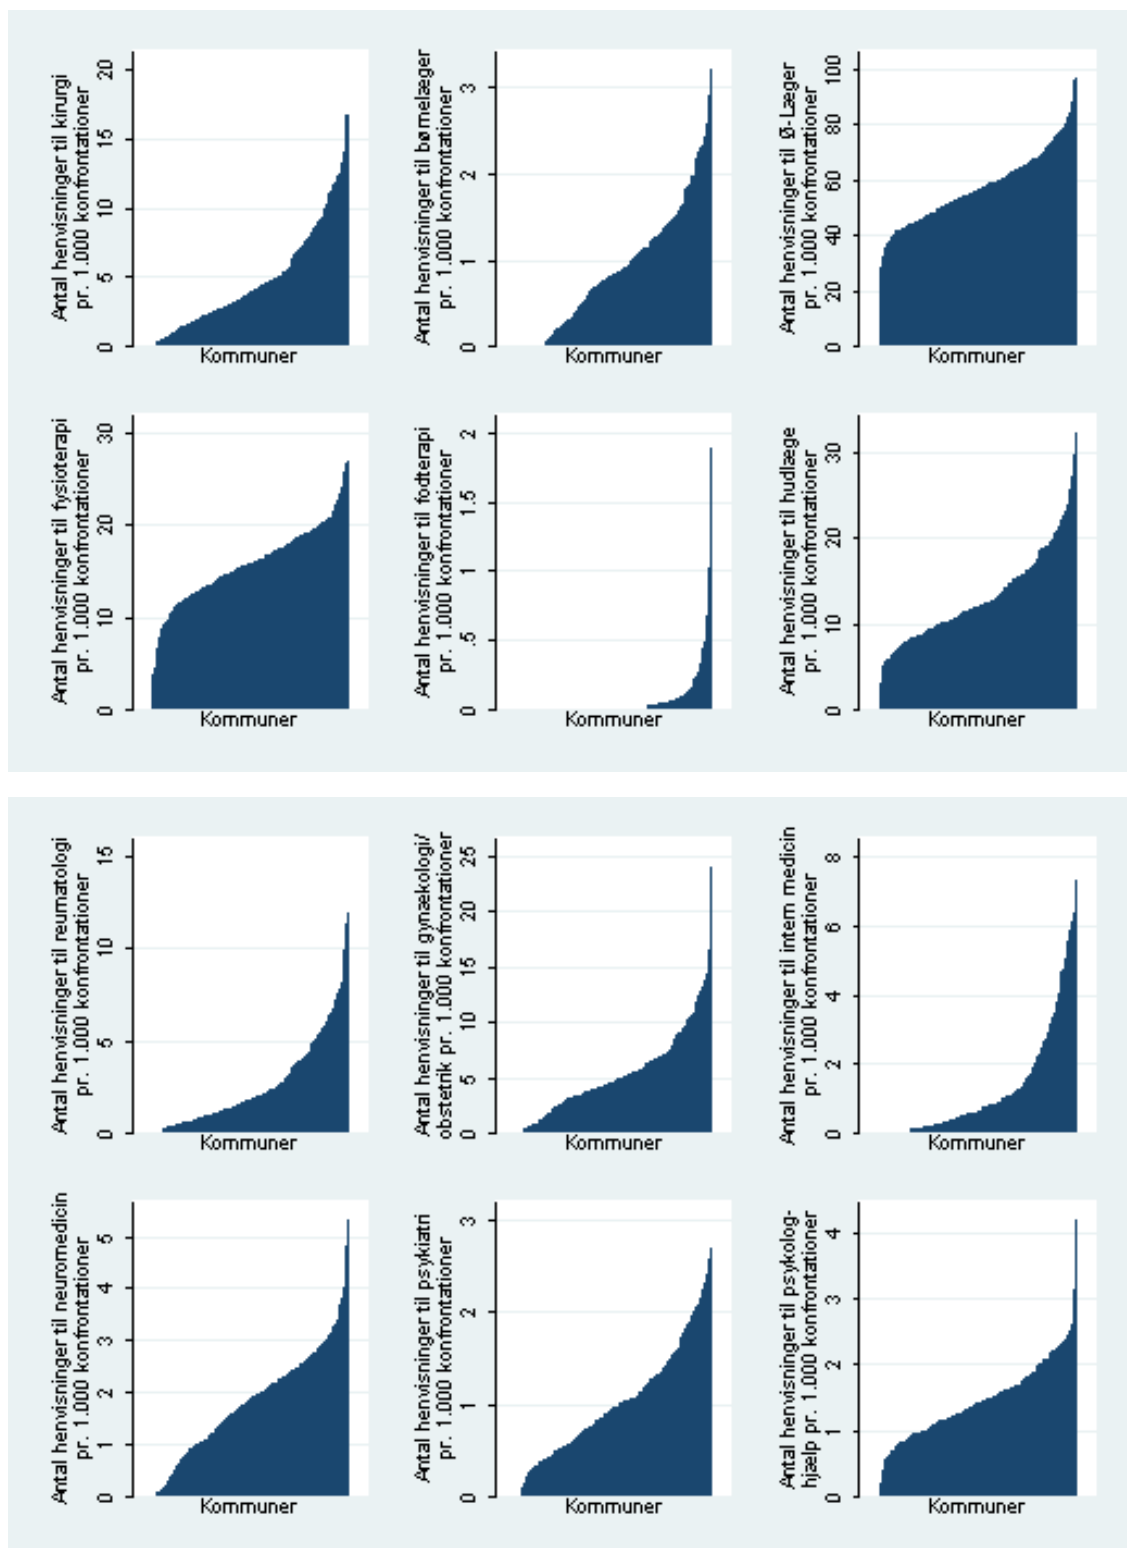 Antal henvisninger til kirurgi
pr. 1.000 konfrontationer
20
15
10
5
0
Kommuner
Antal henvisninger til børnelæger
pr. 1.000 konfrontationer
3
2
1
0
Kommuner
Antal henvisninger til Ø-Læger
pr. 1.000 konfrontationer
100
80
60
40
20
0
Kommuner
Antal henvisninger til fysioterapi
pr. 1.000 konfrontationer
30
20
10
0
Kommuner
Antal henvisninger til fodterapi
pr. 1.000 konfrontationer
2
1.5
1
.5
0
Kommuner
Antal henvisninger til hudlæge
pr. 1.000 konfrontationer
30
20
10
0
Kommuner
Antal henvisninger til reumatologi
pr. 1.000 konfrontationer
15
10
5
0
Kommuner
Antal henvisninger til gynækologi/
obstetrik pr. 1.000 konfrontationer
25
20
15
10
5
0
Kommuner
Antal henvisninger til intern medicin
pr. 1.000 konfrontationer
8
6
4
2
0
Kommuner
Antal henvisninger til neuromedicin
pr. 1.000 konfrontationer
5
4
3
2
1
0
Kommuner
Antal henvisninger til psykiatri
pr. 1.000 konfrontationer
3
2
1
0
Kommuner
Antal henvisninger til psykolog-
hjælp pr. 1.000 konfrontationer
4
3
2
1
0
Kommuner